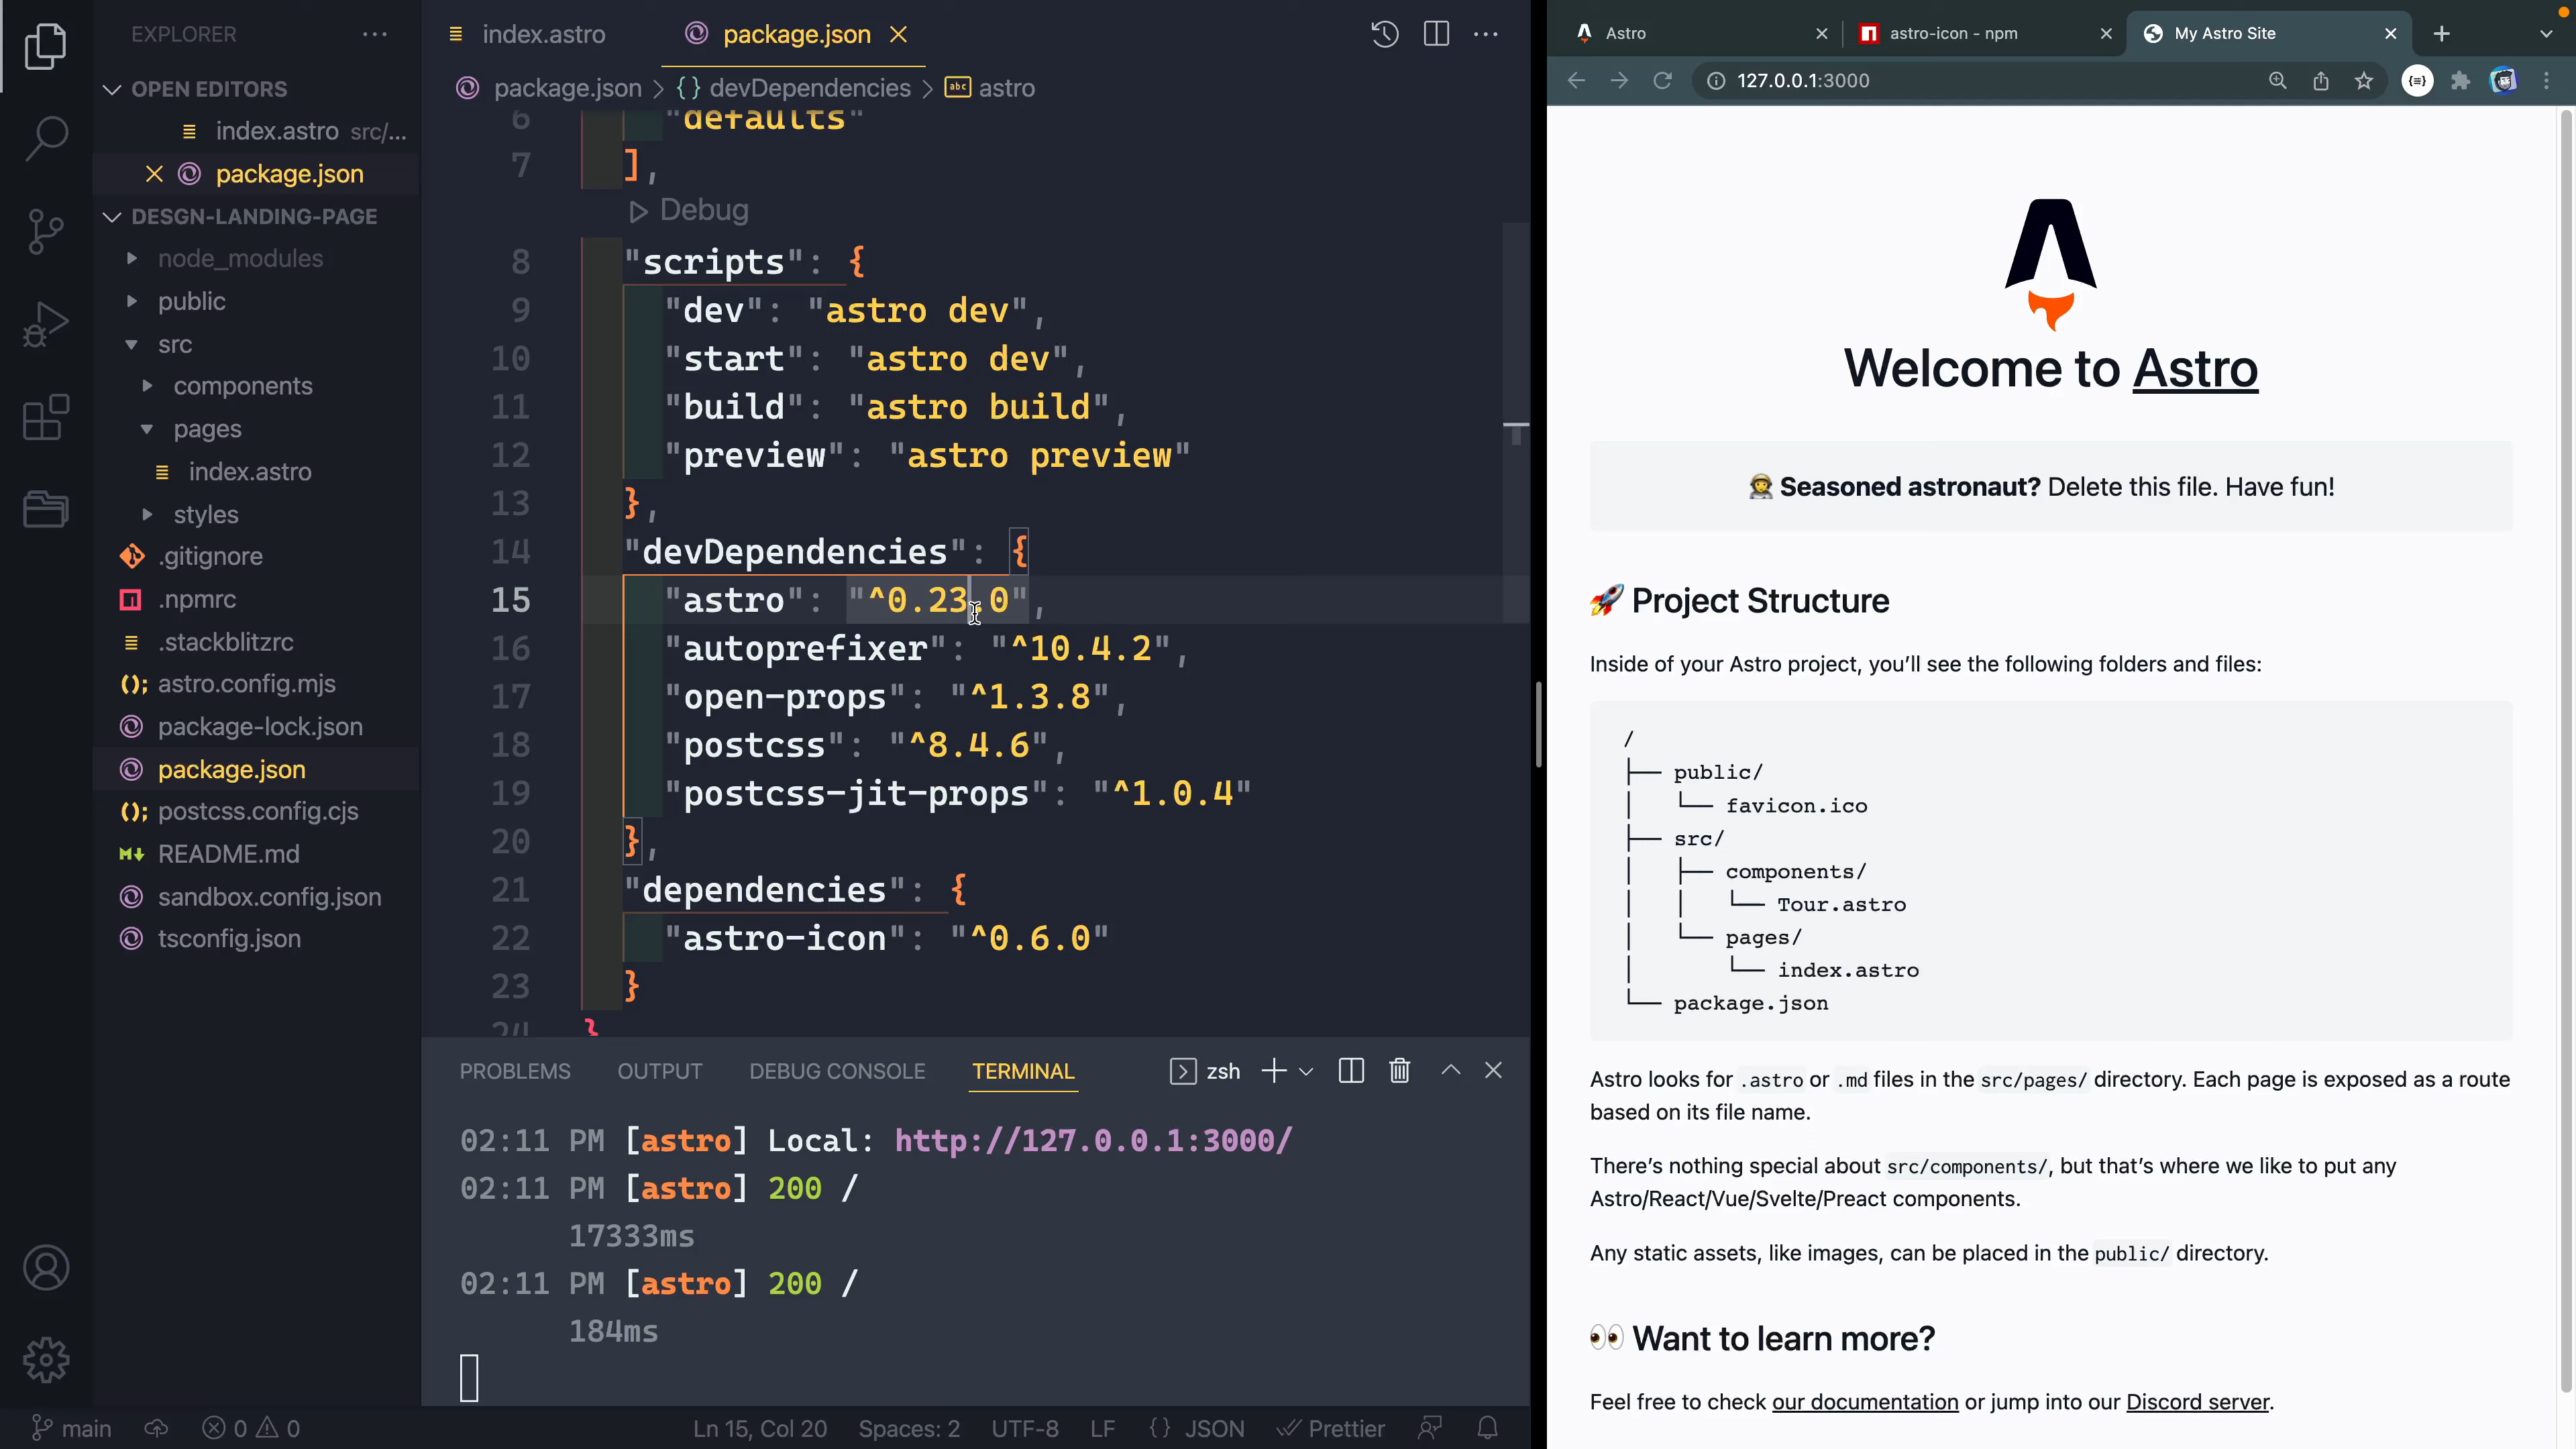 EXPLORER
OPEN EDITORS
index.astro src/...
package.json
DESGN-LANDING-PAGE
node_modules
public
src
components
pages
index.astro
styles
.gitignore
.npmrc
.stackblitzrc
astro.config.mjs
package-lock.json
package.json
postcss.config.cjs
README.md
sandbox.config.json
tsconfig.json
index.astro
package.json
package.json > {} devDependencies > abc astro
6 "defaults"
7 ],
Debug
8 "scripts": {
9 "dev": "astro dev",
10 "start": "astro dev",
11 "build": "astro build",
12 "preview": "astro preview"
13 },
14 "devDependencies": {
15 "astro": "^0.23.0",
16 "autoprefixer": "^10.4.2",
17 "open-props": "^1.3.8",
18 "postcss": "^8.4.6",
19 "postcss-jit-props": "^1.0.4"
20 },
21 "dependencies": {
22 "astro-icon": "^0.6.0"
23 }
24 }
PROBLEMS OUTPUT DEBUG CONSOLE TERMINAL zsh
02:11 PM [astro] Local: http://127.0.0.1:3000/
02:11 PM [astro] 200 /
17333ms
02:11 PM [astro] 200 /
184ms
main 0 0 Ln 15, Col 20 Spaces: 2 UTF-8 LF {} JSON Prettier
Astro
astro-icon - npm
My Astro Site
127.0.0.1:3000
Welcome to Astro
🧑‍🚀 Seasoned astronaut? Delete this file. Have fun!
🚀 Project Structure
Inside of your Astro project, you’ll see the following folders and files:
/
├── public/
│   └── favicon.ico
├── src/
│   ├── components/
│   │   └── Tour.astro
│   └── pages/
│       └── index.astro
└── package.json
Astro looks for .astro or .md files in the src/pages/ directory. Each page is exposed as a route
based on its file name.
There’s nothing special about src/components/, but that’s where we like to put any
Astro/React/Vue/Svelte/Preact components.
Any static assets, like images, can be placed in the public/ directory.
👀 Want to learn more?
Feel free to check our documentation or jump into our Discord server.